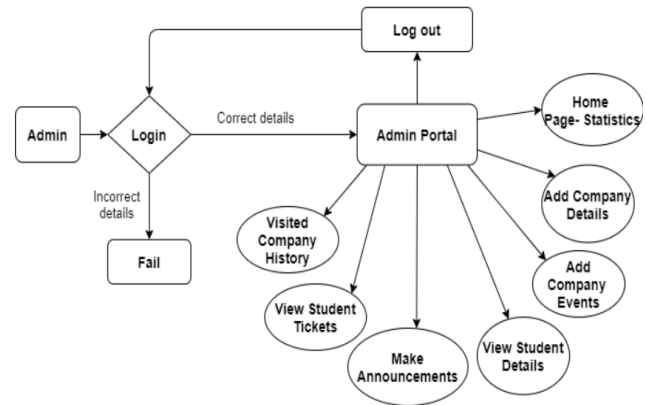 Log out
Admin
Login
Correct details
Admin Portal
Home
Page- Statistics
Incorrect
details
Fail
Visited
Company
History
Add Company
Details
Add
Company
Events
View Student
Tickets
Make
Announcements
View Student
Details